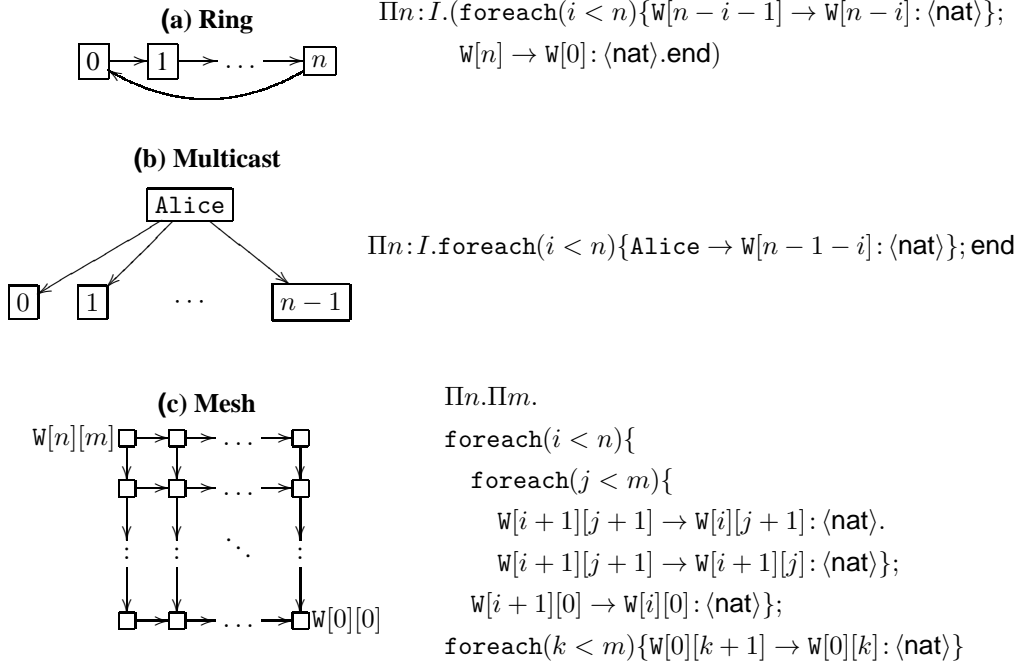 (a) Ring
0 1 … n
Πn:I.(foreach(i < n){W[n − i − 1] → W[n − i]:⟨nat⟩};
W[n] → W[0]:⟨nat⟩.end)
(b) Multicast
Alice
0 1 … n − 1
Πn:I.foreach(i < n){Alice → W[n − 1 − i]:⟨nat⟩}; end
(c) Mesh
W[n][m] …
…
⋮ ⋮ ⋱ ⋮
… W[0][0]
Πn.Πm.
foreach(i < n){
foreach(j < m){
W[i + 1][j + 1] → W[i][j + 1]:⟨nat⟩.
W[i + 1][j + 1] → W[i + 1][j]:⟨nat⟩};
W[i + 1][0] → W[i][0]:⟨nat⟩};
foreach(k < m){W[0][k + 1] → W[0][k]:⟨nat⟩}